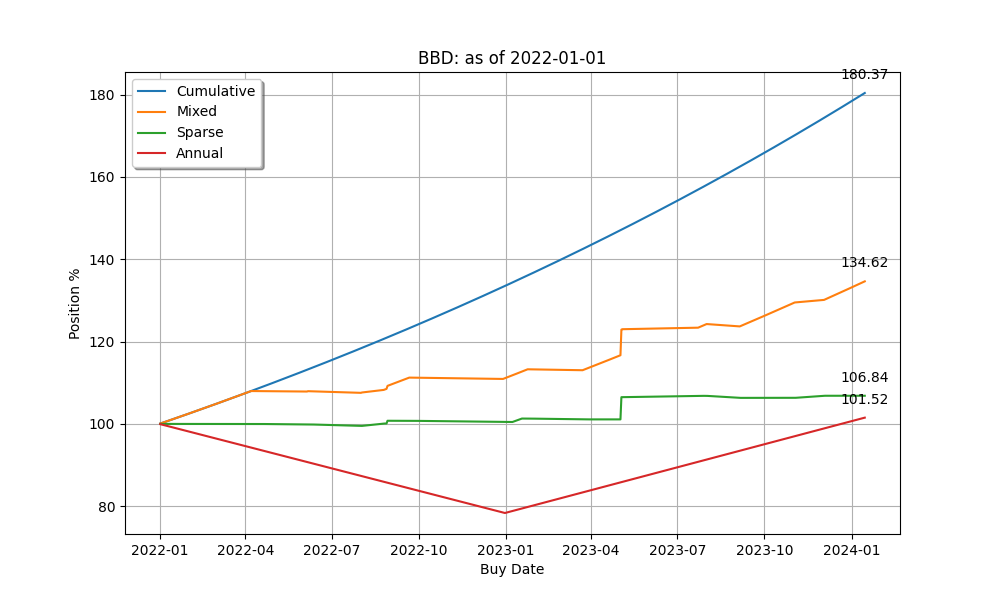 BBD: as of 2022-01-01
Cumulative
Mixed
Sparse
Annual
180.37
134.62
106.84
101.52
Position %
180
160
140
120
100
80
2022-01 2022-04 2022-07 2022-10 2023-01 2023-04 2023-07 2023-10 2024-01
Buy Date